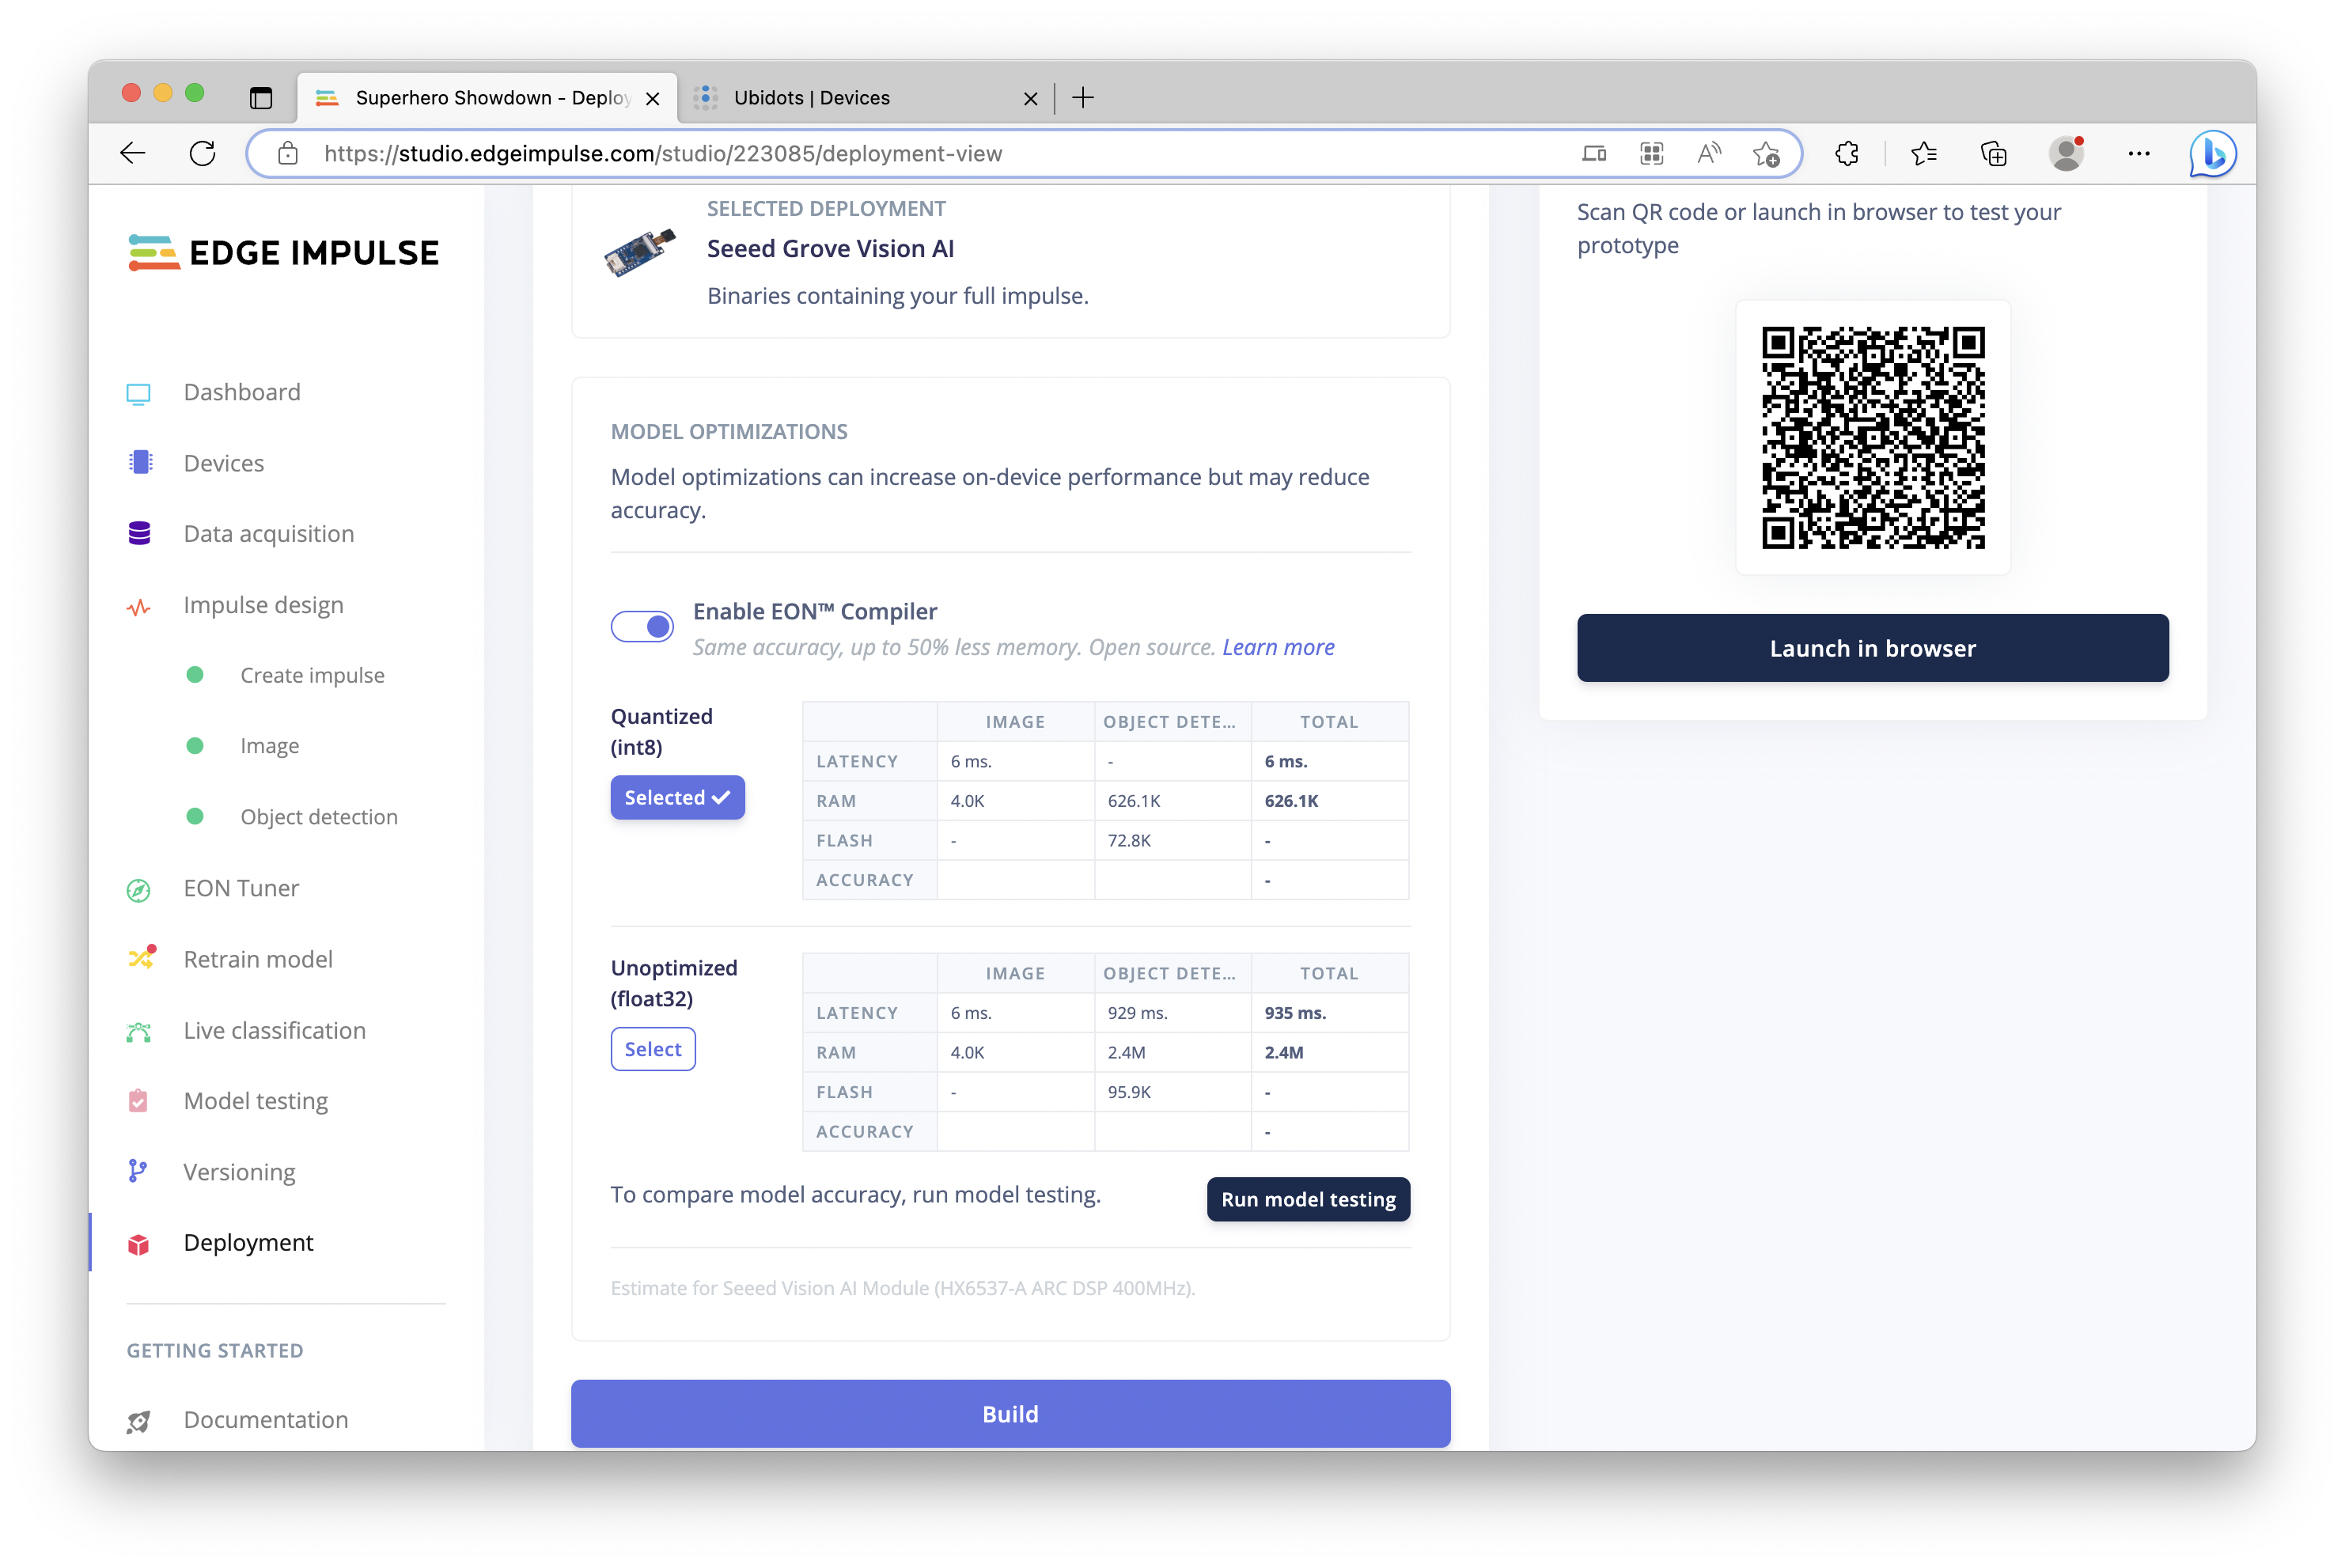 Superhero Showdown - Deploy
Ubidots | Devices
https://studio.edgeimpulse.com/studio/223085/deployment-view
EDGE IMPULSE
Dashboard
Devices
Data acquisition
Impulse design
Create impulse
Image
Object detection
EON Tuner
Retrain model
Live classification
Model testing
Versioning
Deployment
GETTING STARTED
Documentation
SELECTED DEPLOYMENT
Seeed Grove Vision AI
Binaries containing your full impulse.
MODEL OPTIMIZATIONS
Model optimizations can increase on-device performance but may reduce
accuracy.
Enable EON™ Compiler
Same accuracy, up to 50% less memory. Open source. Learn more
Quantized
(int8)
Selected
IMAGE OBJECT DETE... TOTAL
LATENCY 6 ms. - 6 ms.
RAM 4.0K 626.1K 626.1K
FLASH - 72.8K -
ACCURACY -
Unoptimized
(float32)
Select
IMAGE OBJECT DETE... TOTAL
LATENCY 6 ms. 929 ms. 935 ms.
RAM 4.0K 2.4M 2.4M
FLASH - 95.9K -
ACCURACY -
To compare model accuracy, run model testing.
Run model testing
Estimate for Seeed Vision AI Module (HX6537-A ARC DSP 400MHz).
Build
Scan QR code or launch in browser to test your
prototype
Launch in browser